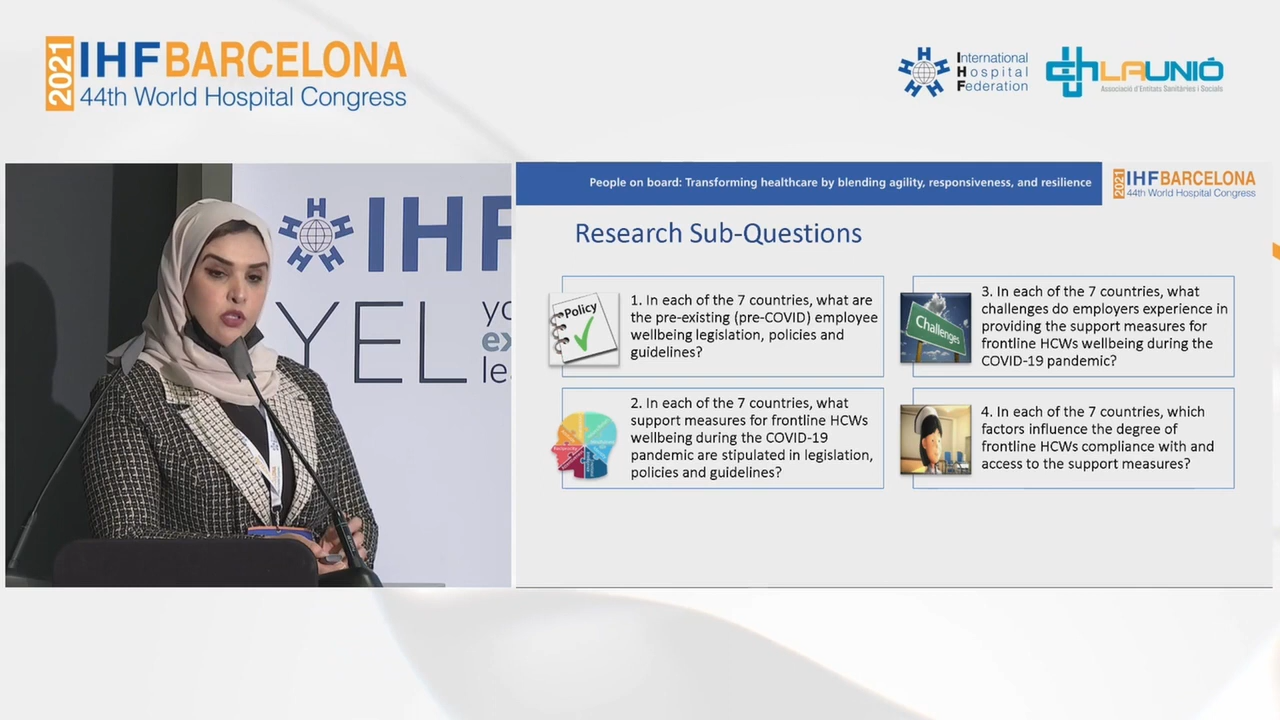 2021
IHF BARCELONA
44th World Hospital Congress
International
Hospital
Federation
LAUNIÓ
Associació d'Entitats Sanitàries i Socials
IHF
YEL
People on board: Transforming healthcare by blending agility, responsiveness, and resilience
2021
IHF BARCELONA
44th World Hospital Congress
Research Sub-Questions
Policy
1. In each of the 7 countries, what are
the pre-existing (pre-COVID) employee
wellbeing legislation, policies and
guidelines?
2. In each of the 7 countries, what
support measures for frontline HCWs
wellbeing during the COVID-19
pandemic are stipulated in legislation,
policies and guidelines?
Challenges
3. In each of the 7 countries, what
challenges do employers experience in
providing the support measures for
frontline HCWs wellbeing during the
COVID-19 pandemic?
4. In each of the 7 countries, which
factors influence the degree of
frontline HCWs compliance with and
access to the support measures?